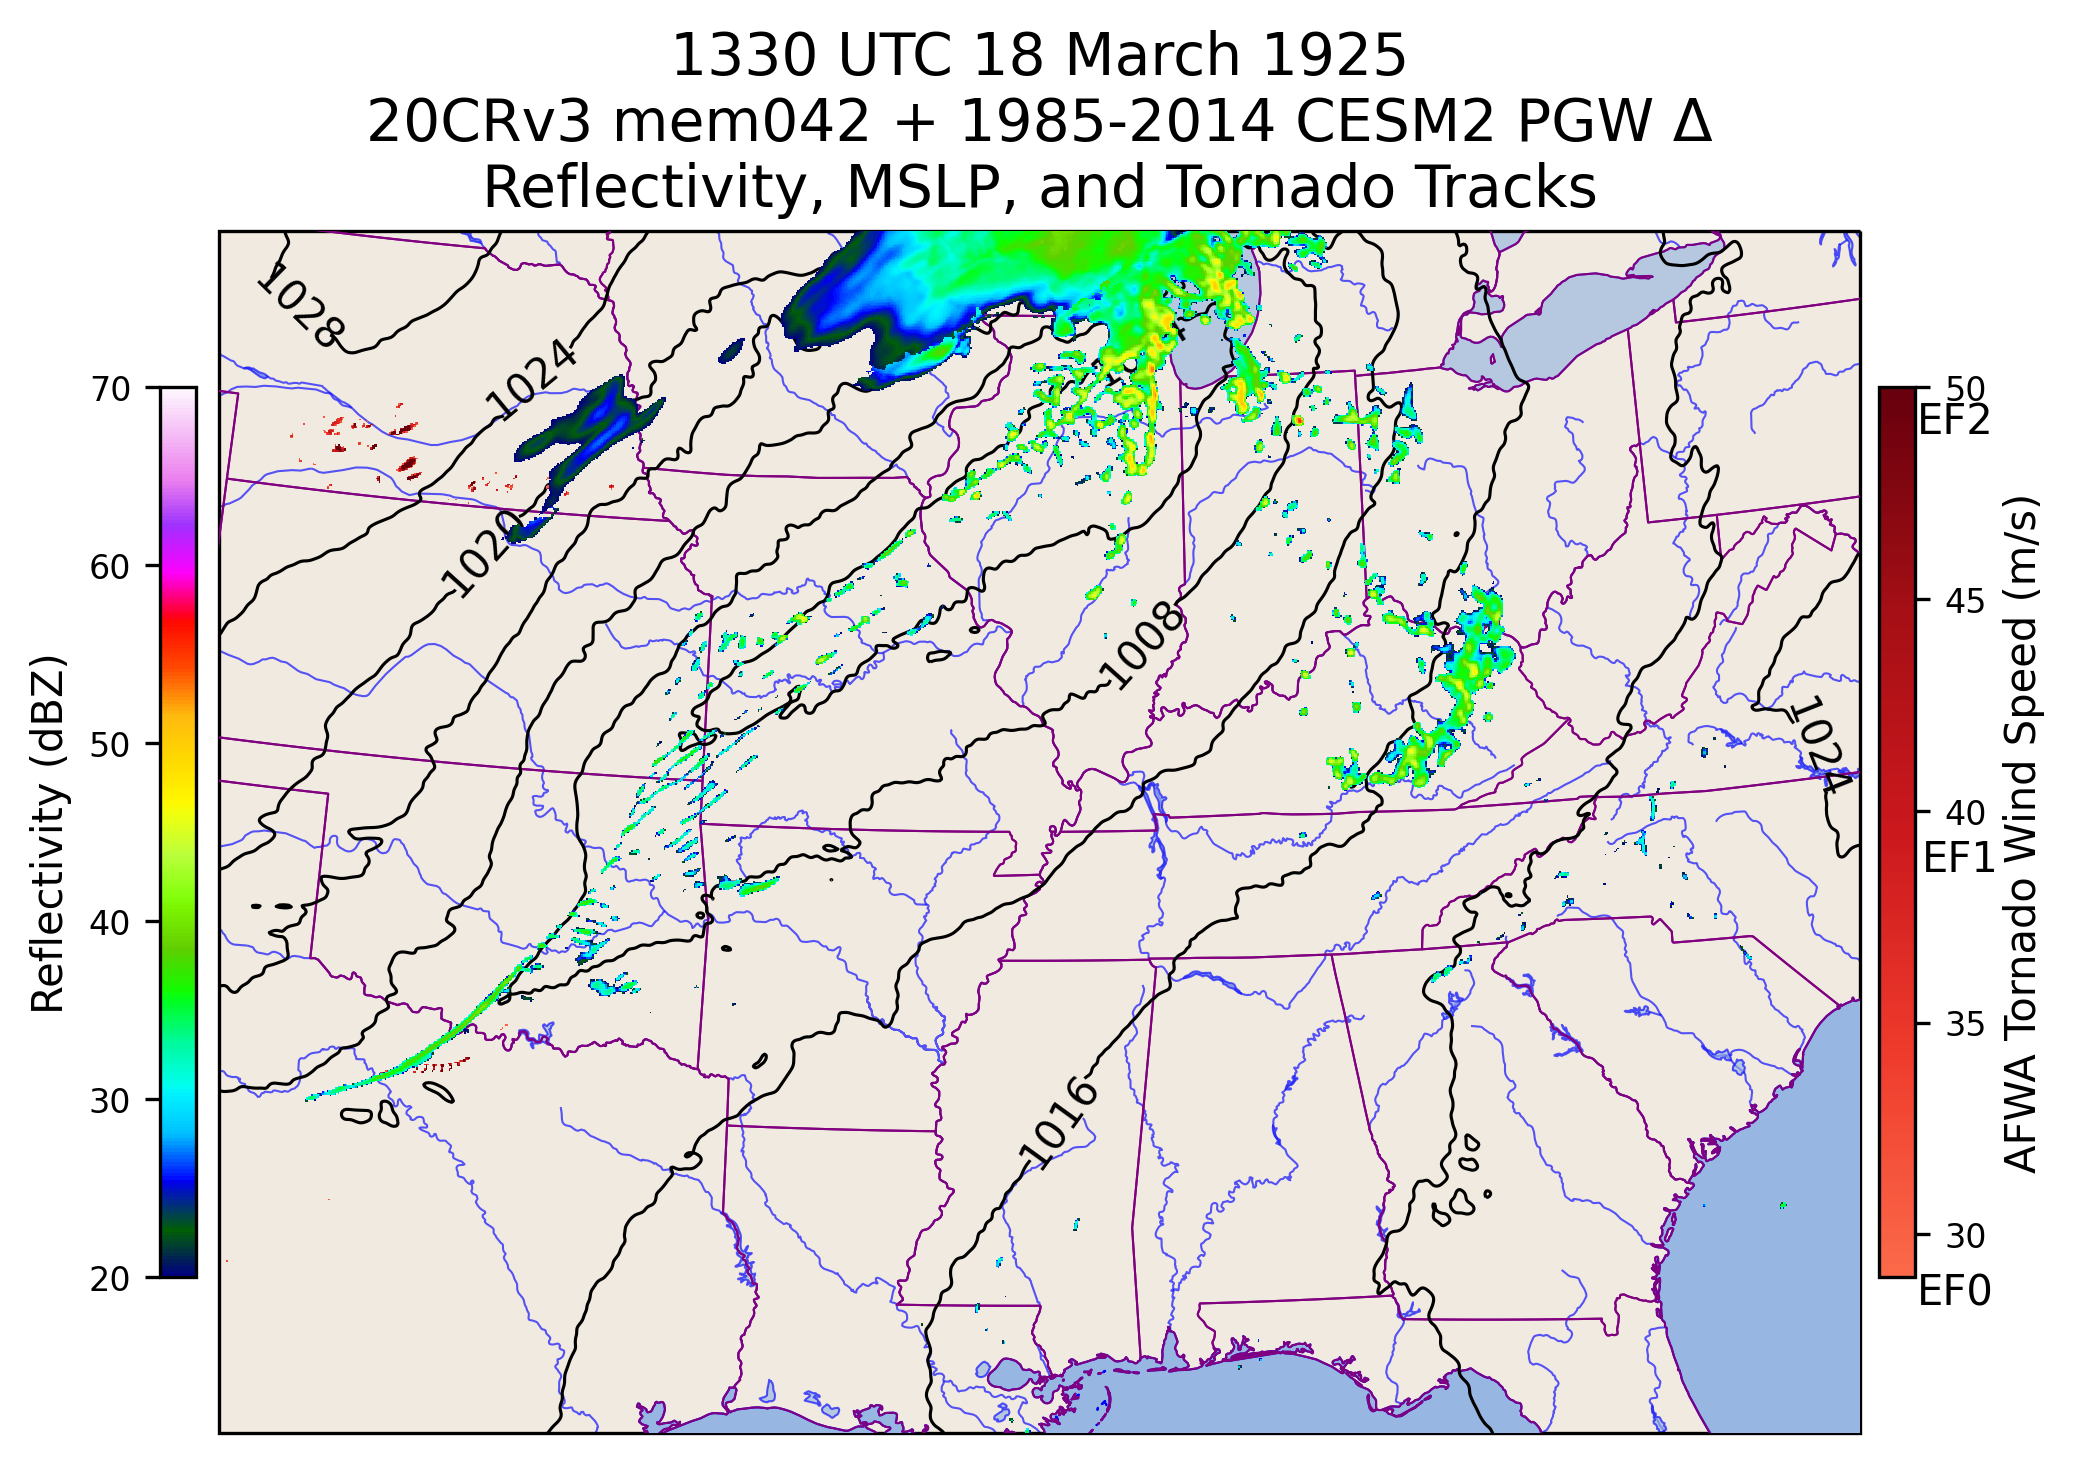 1330 UTC 18 March 1925
20CRv3 mem042 + 1985-2014 CESM2 PGW Δ
Reflectivity, MSLP, and Tornado Tracks
Reflectivity (dBZ)
70
60
50
40
30
20
1028
1024
1020
1008
1016
1024
50
EF2
45
40
EF1
35
30
EF0
AFWA Tornado Wind Speed (m/s)